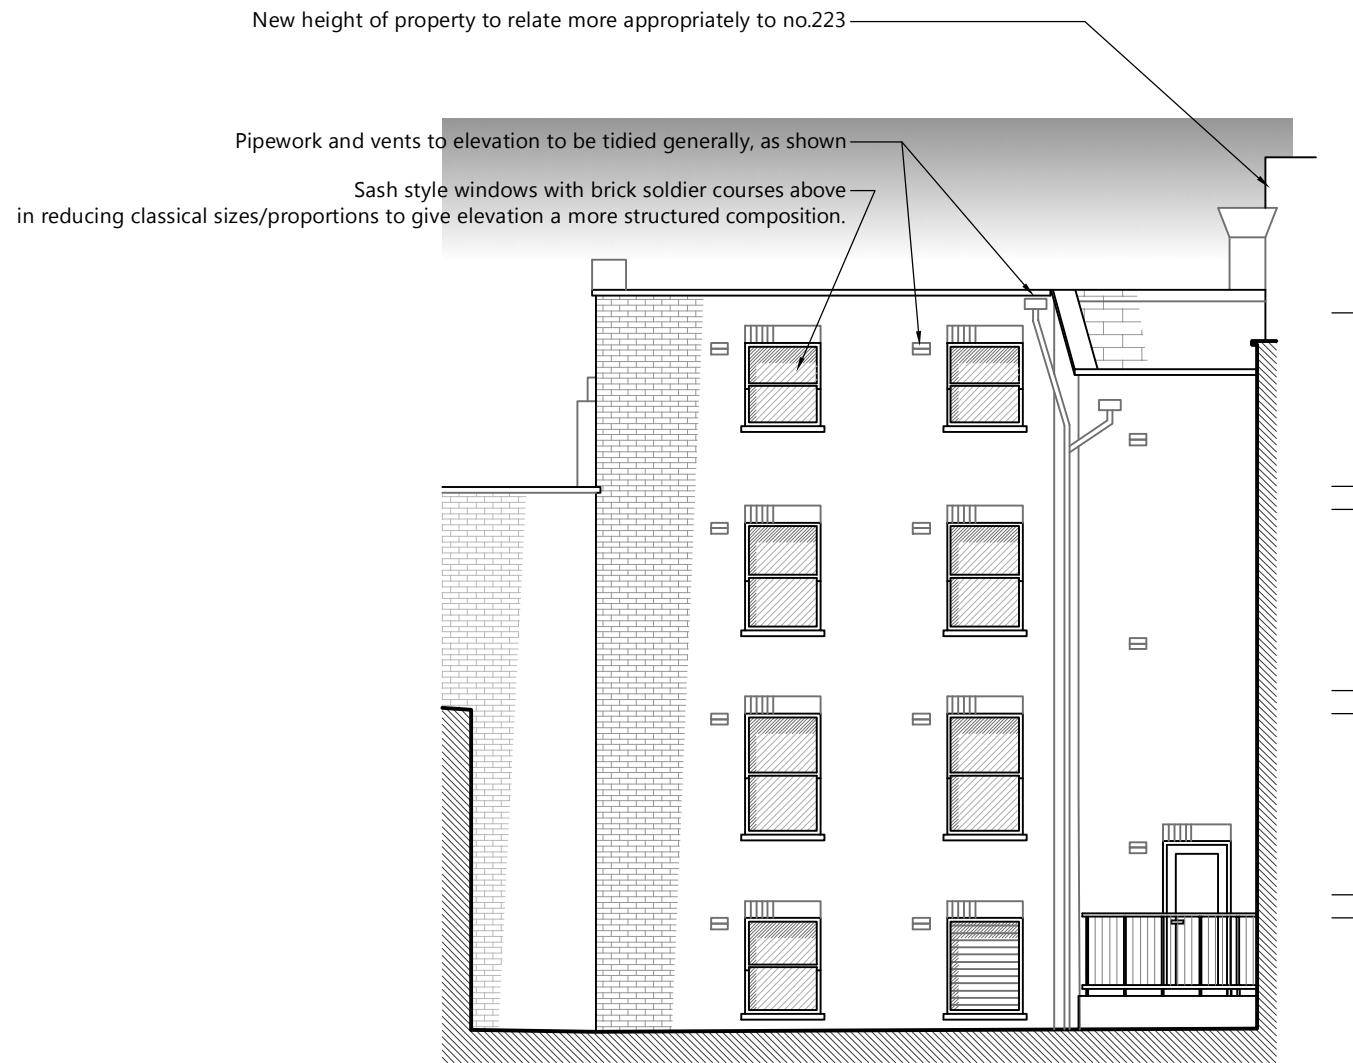 New height of property to relate more appropriately to no.223
Pipework and vents to elevation to be tidied generally, as shown
Sash style windows with brick soldier courses above
in reducing classical sizes/proportions to give elevation a more structured composition.